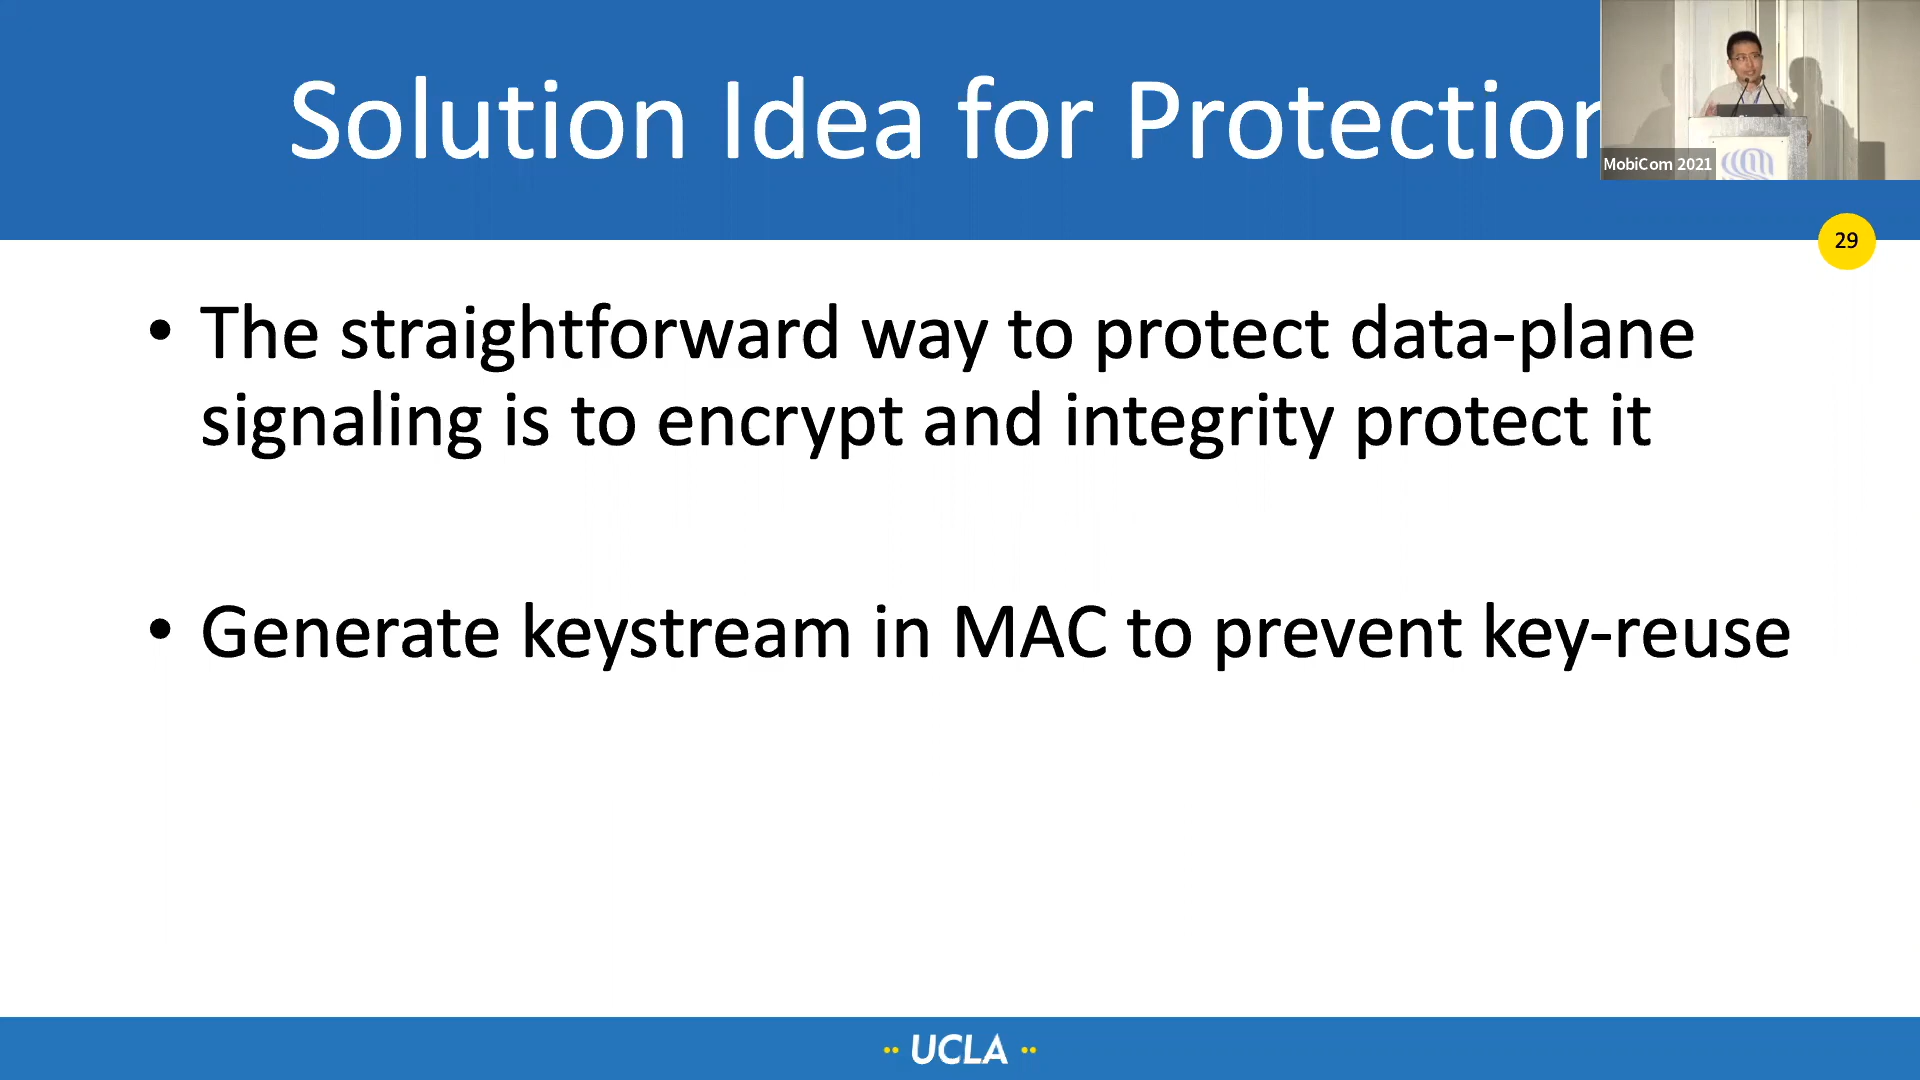 Solution Idea for Protection
MobiCom 2021
29
• The straightforward way to protect data-plane
signaling is to encrypt and integrity protect it
• Generate keystream in MAC to prevent key-reuse
UCLA